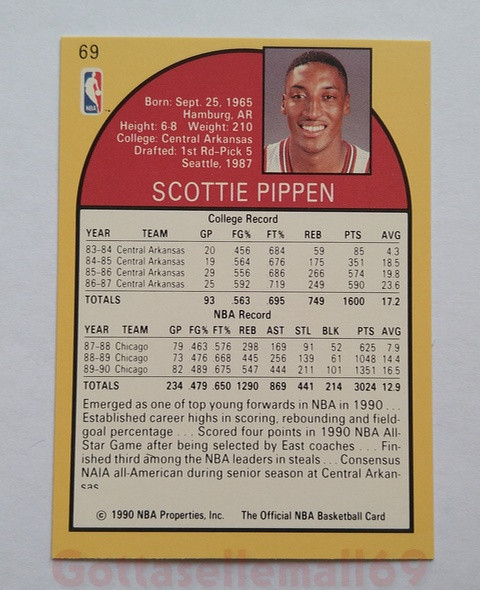 69
NBA
Born: Sept. 25, 1965
Hamburg, AR
Height: 6-8 Weight: 210
College: Central Arkansas
Drafted: 1st Rd-Pick 5
Seattle, 1987
SCOTTIE PIPPEN
College Record
YEAR TEAM GP FG% FT% REB PTS AVG
83-84 Central Arkansas 20 456 684 59 85 4.3
84-85 Central Arkansas 19 564 676 175 351 18.5
85-86 Central Arkansas 29 556 686 266 574 19.8
86-87 Central Arkansas 25 592 .719 249 590 23.6
TOTALS 93 .563 .695 749 1600 17.2
NBA Record
YEAR TEAM GP FG% FT% REB AST STL BLK PTS AVG
87-88 Chicago 79 463 576 298 169 91 52 625 7.9
88-89 Chicago 73 476 668 445 256 139 61 1048 14.4
89-90 Chicago 82 489 675 547 444 211 101 1351 16.5
TOTALS 234 .479 .650 1290 869 441 214 3024 12.9
Emerged as one of top young forwards in NBA in 1990 . . .
Established career highs in scoring, rebounding and field-
goal percentage . . . Scored four points in 1990 NBA All-
Star Game after being selected by East coaches . . . Fin-
ished third among the NBA leaders in steals . . . Consensus
NAIA all-American during senior season at Central Arkan-
sas
© 1990 NBA Properties, Inc. The Official NBA Basketball Card
Gottasellemall69